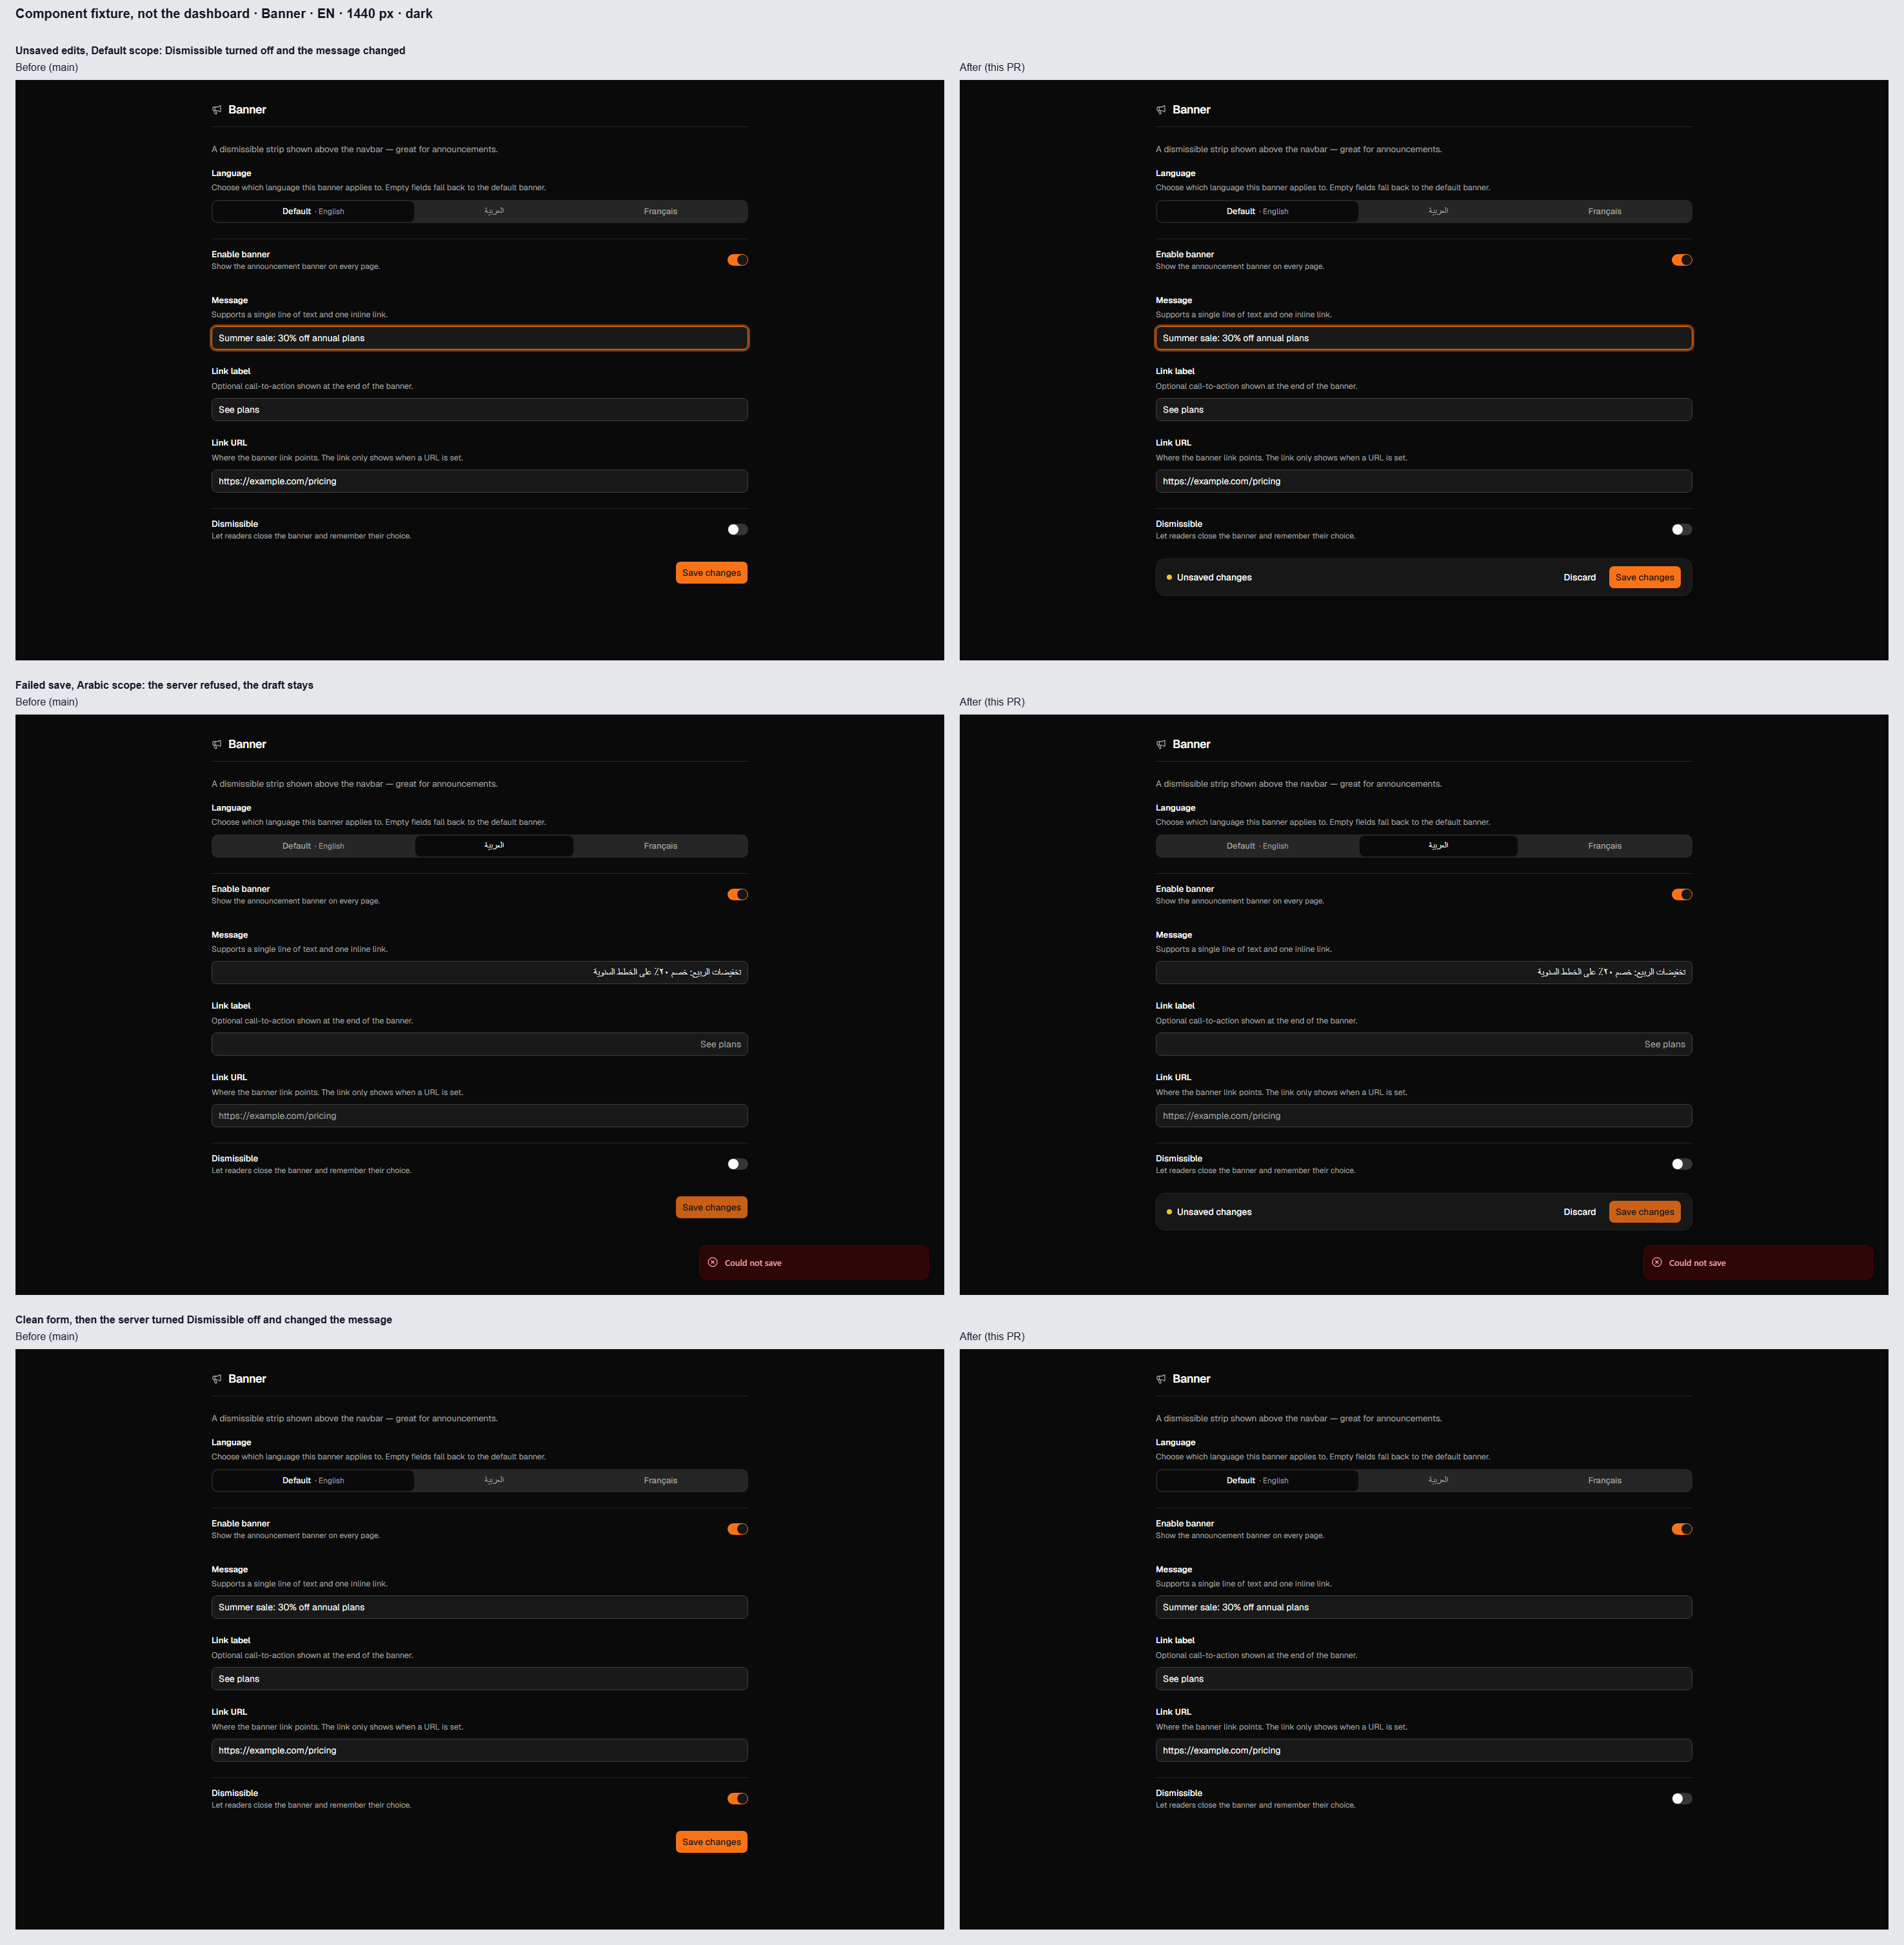 Component fixture, not the dashboard · Banner · EN · 1440 px · dark
Unsaved edits, Default scope: Dismissible turned off and the message changed
Before (main)
Banner
A dismissible strip shown above the navbar — great for announcements.
Language
Choose which language this banner applies to. Empty fields fall back to the default banner.
Default · English العربية Français
Enable banner
Show the announcement banner on every page.
Message
Supports a single line of text and one inline link.
Summer sale: 30% off annual plans
Link label
Optional call-to-action shown at the end of the banner.
See plans
Link URL
Where the banner link points. The link only shows when a URL is set.
https://example.com/pricing
Dismissible
Let readers close the banner and remember their choice.
Save changes
After (this PR)
Banner
A dismissible strip shown above the navbar — great for announcements.
Language
Choose which language this banner applies to. Empty fields fall back to the default banner.
Default · English العربية Français
Enable banner
Show the announcement banner on every page.
Message
Supports a single line of text and one inline link.
Summer sale: 30% off annual plans
Link label
Optional call-to-action shown at the end of the banner.
See plans
Link URL
Where the banner link points. The link only shows when a URL is set.
https://example.com/pricing
Dismissible
Let readers close the banner and remember their choice.
Unsaved changes Discard Save changes
Failed save, Arabic scope: the server refused, the draft stays
Before (main)
Banner
A dismissible strip shown above the navbar — great for announcements.
Language
Choose which language this banner applies to. Empty fields fall back to the default banner.
Default · English العربية Français
Enable banner
Show the announcement banner on every page.
Message
Supports a single line of text and one inline link.
تخفيضات الربيع: خصم ٢٠٪ على الخطط السنوية
Link label
Optional call-to-action shown at the end of the banner.
See plans
Link URL
Where the banner link points. The link only shows when a URL is set.
https://example.com/pricing
Dismissible
Let readers close the banner and remember their choice.
Save changes
Could not save
After (this PR)
Banner
A dismissible strip shown above the navbar — great for announcements.
Language
Choose which language this banner applies to. Empty fields fall back to the default banner.
Default · English العربية Français
Enable banner
Show the announcement banner on every page.
Message
Supports a single line of text and one inline link.
تخفيضات الربيع: خصم ٢٠٪ على الخطط السنوية
Link label
Optional call-to-action shown at the end of the banner.
See plans
Link URL
Where the banner link points. The link only shows when a URL is set.
https://example.com/pricing
Dismissible
Let readers close the banner and remember their choice.
Unsaved changes Discard Save changes
Could not save
Clean form, then the server turned Dismissible off and changed the message
Before (main)
Banner
A dismissible strip shown above the navbar — great for announcements.
Language
Choose which language this banner applies to. Empty fields fall back to the default banner.
Default · English العربية Français
Enable banner
Show the announcement banner on every page.
Message
Supports a single line of text and one inline link.
Summer sale: 30% off annual plans
Link label
Optional call-to-action shown at the end of the banner.
See plans
Link URL
Where the banner link points. The link only shows when a URL is set.
https://example.com/pricing
Dismissible
Let readers close the banner and remember their choice.
Save changes
After (this PR)
Banner
A dismissible strip shown above the navbar — great for announcements.
Language
Choose which language this banner applies to. Empty fields fall back to the default banner.
Default · English العربية Français
Enable banner
Show the announcement banner on every page.
Message
Supports a single line of text and one inline link.
Summer sale: 30% off annual plans
Link label
Optional call-to-action shown at the end of the banner.
See plans
Link URL
Where the banner link points. The link only shows when a URL is set.
https://example.com/pricing
Dismissible
Let readers close the banner and remember their choice.